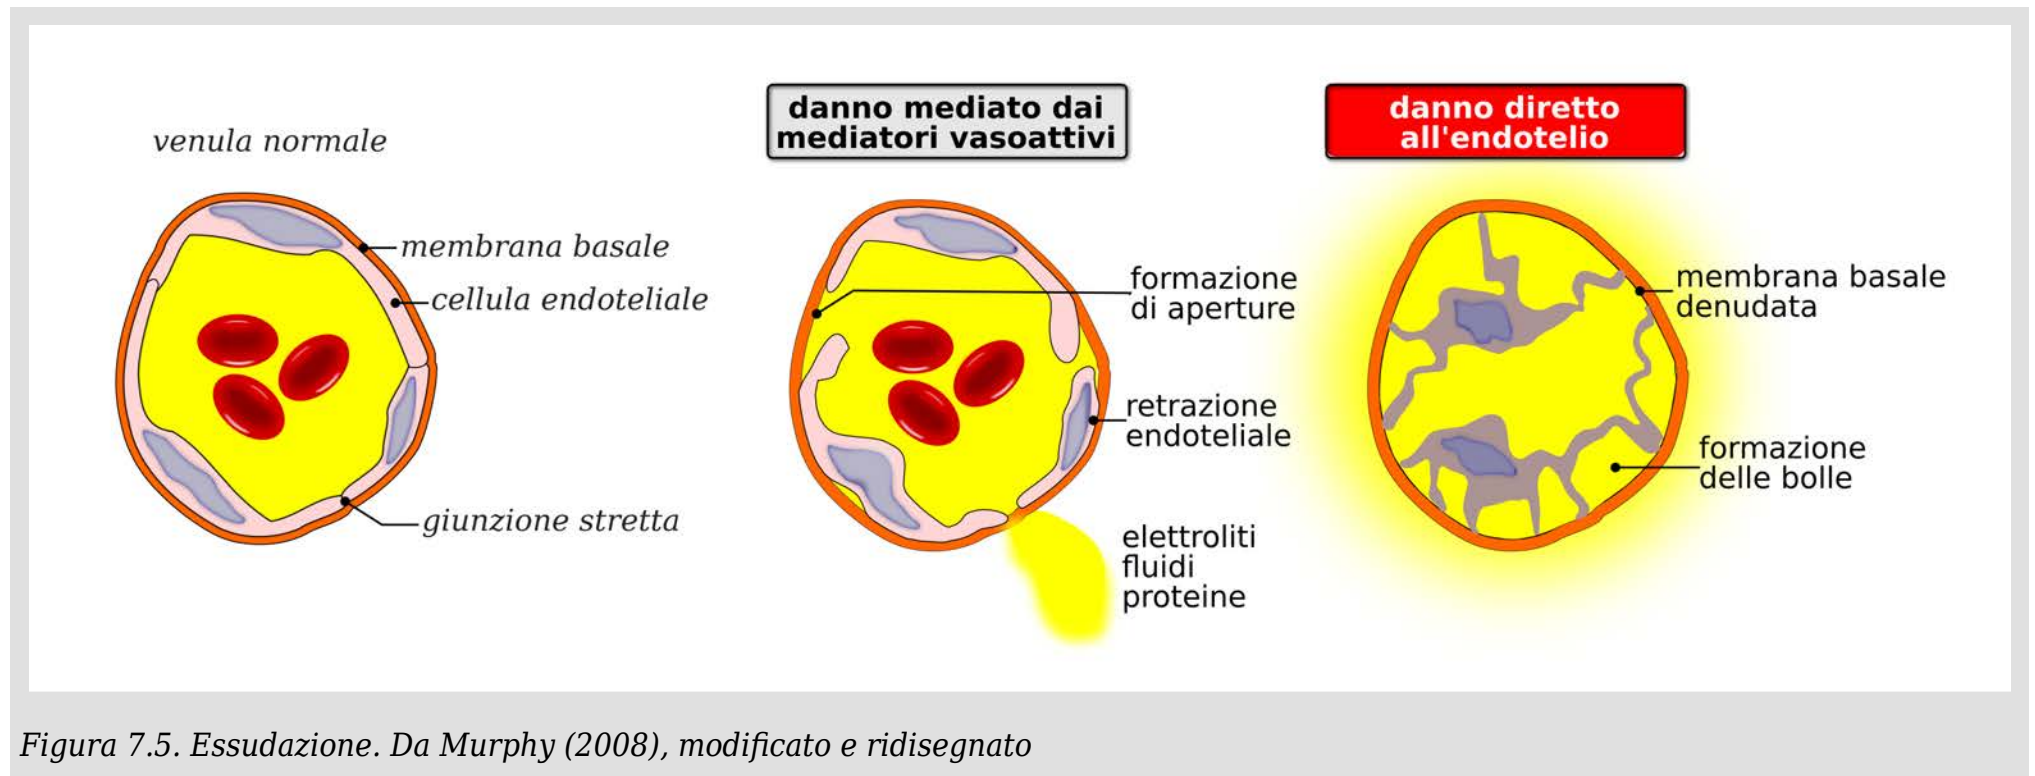 venula normale
membrana basale
cellula endoteliale
giunzione stretta
danno mediato dai
mediatori vasoattivi
formazione
di aperture
retrazione
endoteliale
elettroliti
fluidi
proteine
danno diretto
all'endotelio
membrana basale
denudata
formazione
delle bolle
Figura 7.5. Essudazione. Da Murphy (2008), modificato e ridisegnato